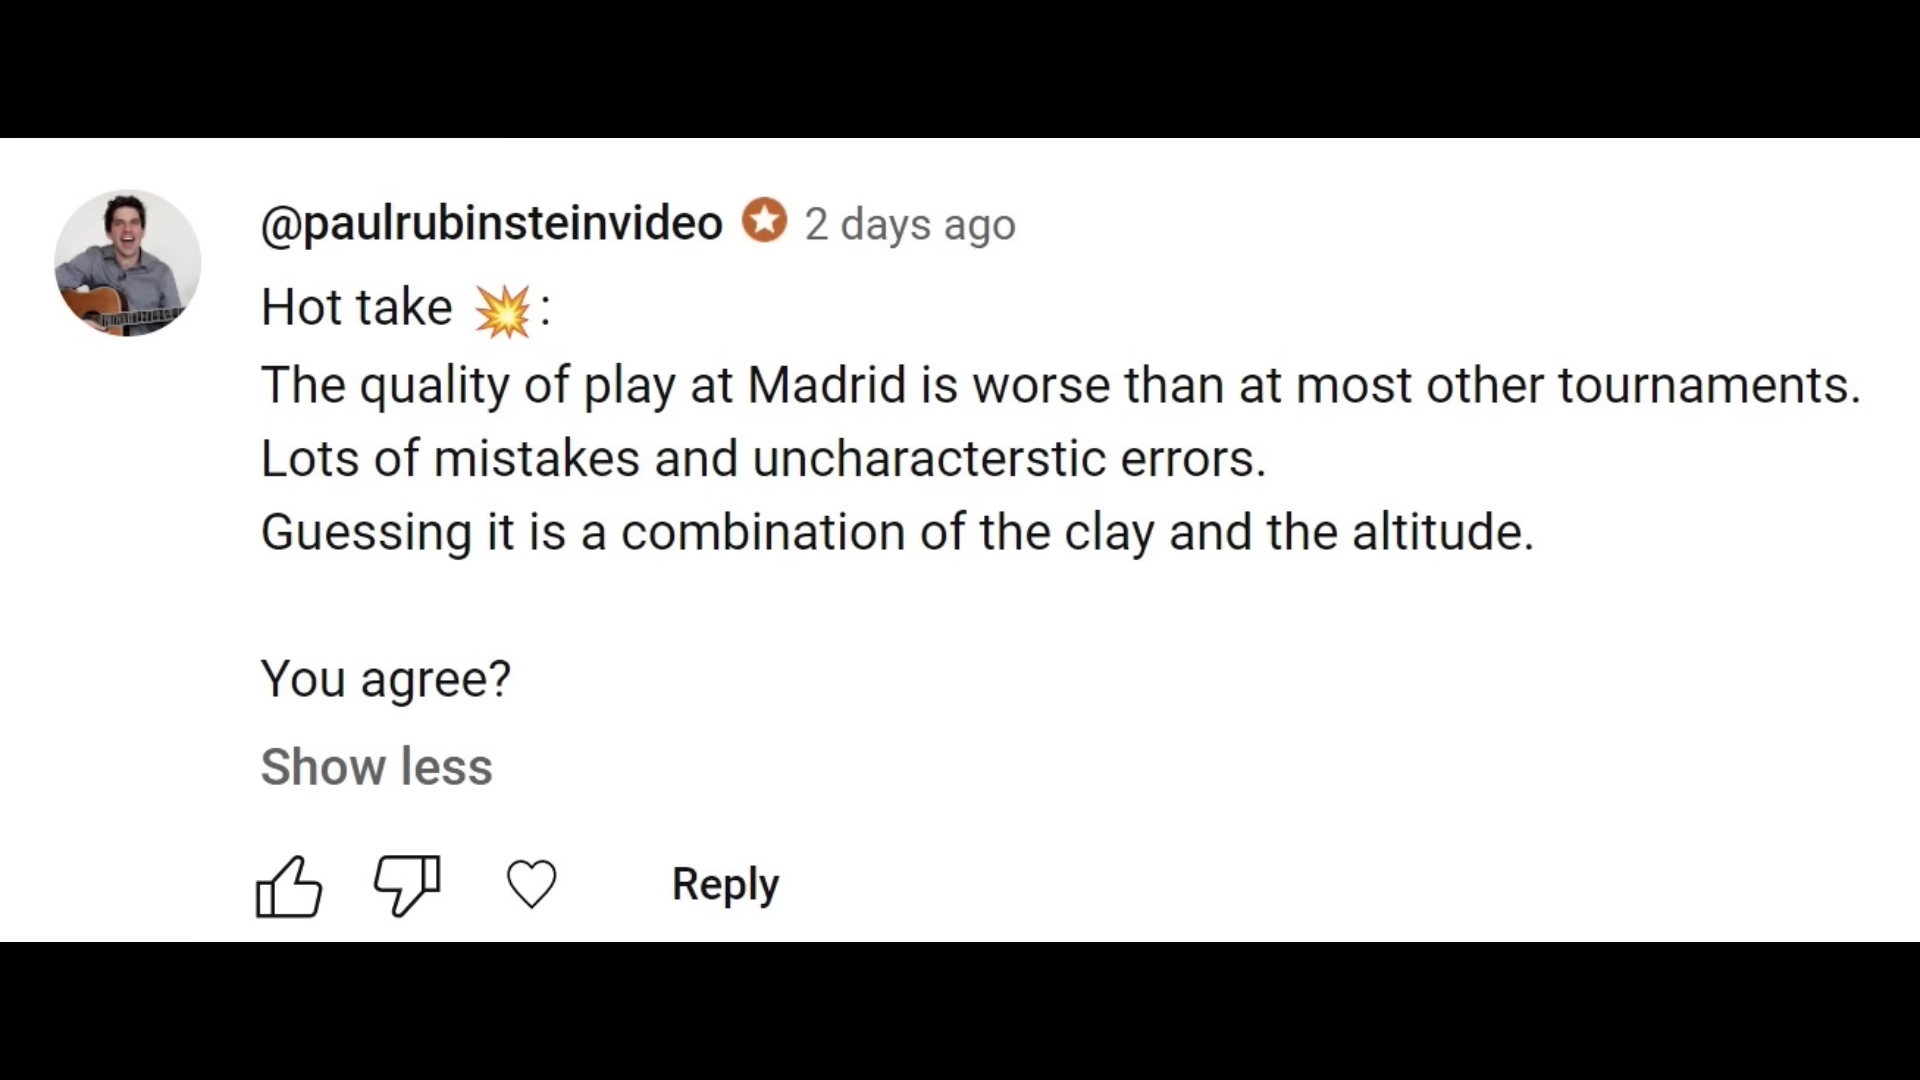 @paulrubinsteinvideo 2 days ago
Hot take 💥:
The quality of play at Madrid is worse than at most other tournaments.
Lots of mistakes and uncharacterstic errors.
Guessing it is a combination of the clay and the altitude.
You agree?
Show less
Reply